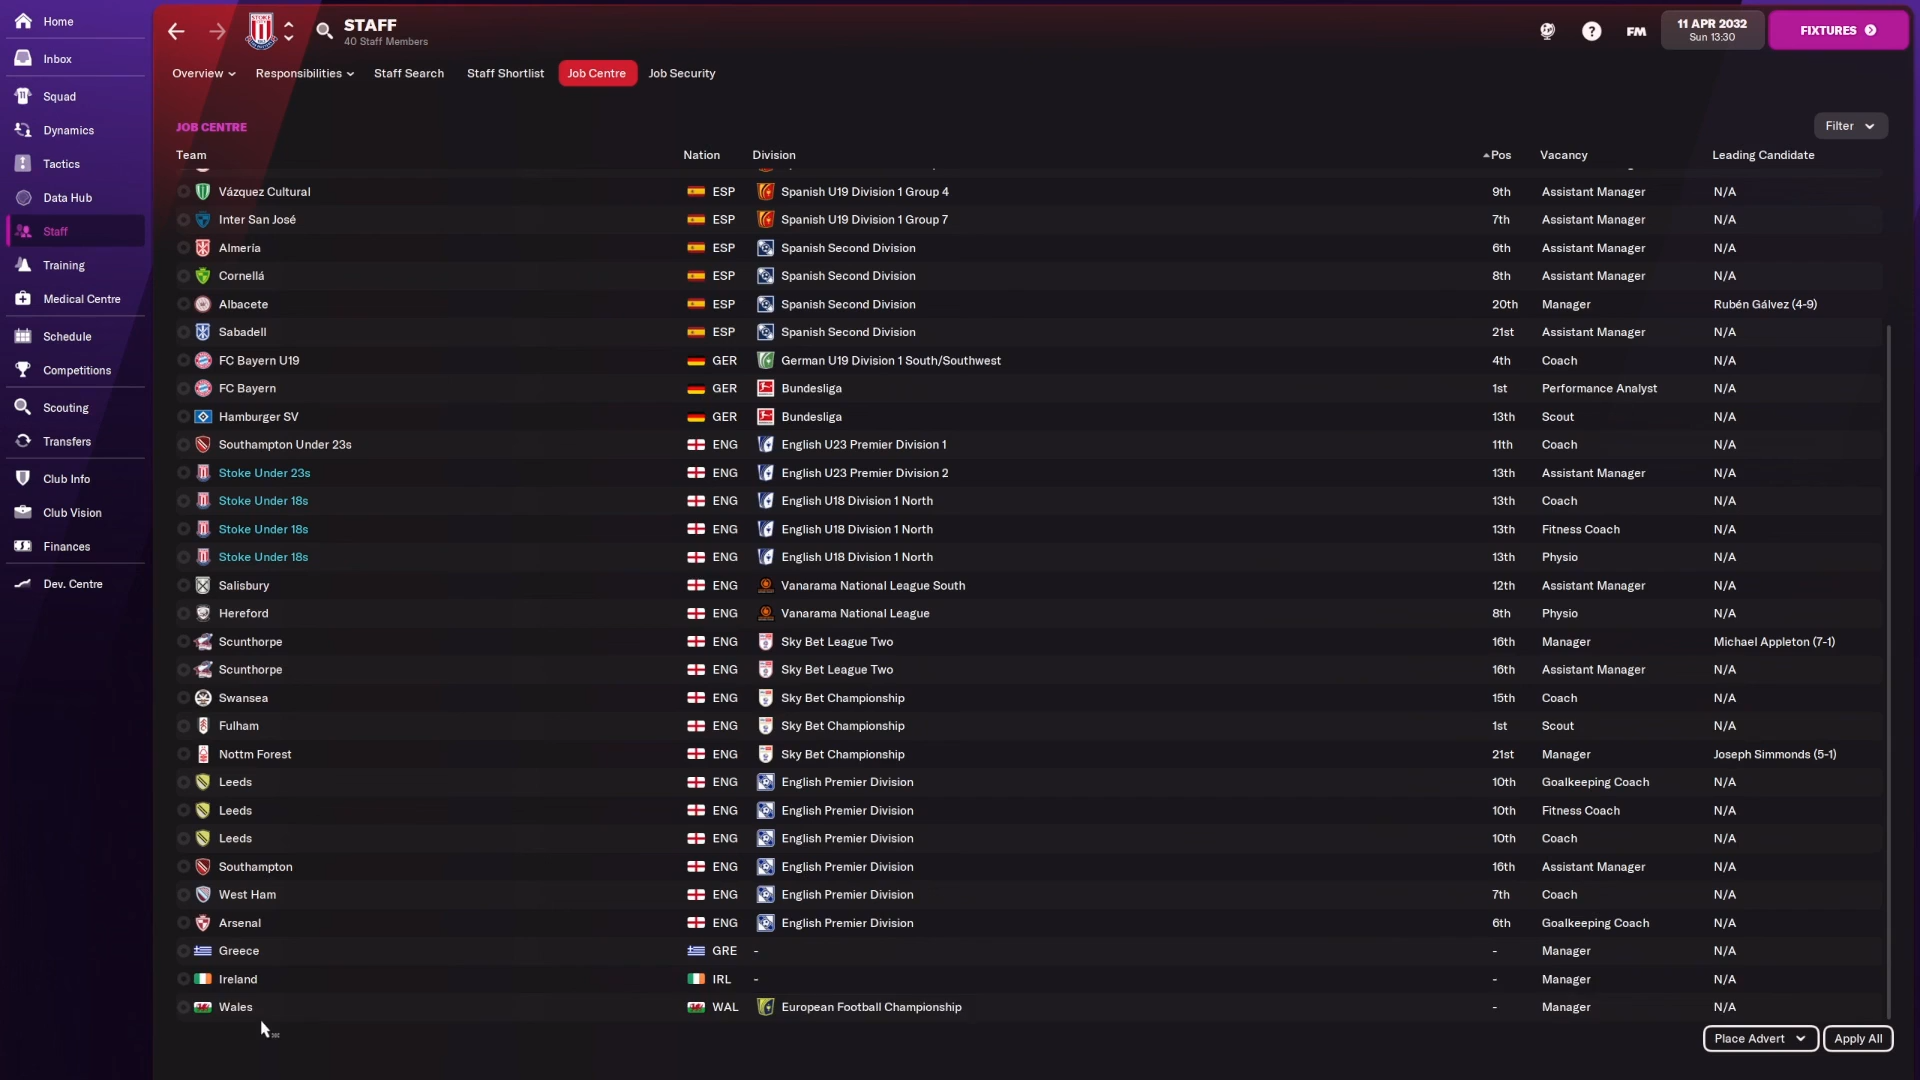 Home
Inbox
Squad
Dynamics
Tactics
Data Hub
Staff
Training
Medical Centre
Schedule
Competitions
Scouting
Transfers
Club Info
Club Vision
Finances
Dev. Centre
STAFF
40 Staff Members
FM
11 APR 2032
Sun 13:30
FIXTURES
Overview Responsibilities Staff Search Staff Shortlist Job Centre Job Security
JOB CENTRE
Filter
Team Nation Division Pos Vacancy Leading Candidate
Vázquez Cultural ESP Spanish U19 Division 1 Group 4 9th Assistant Manager N/A
Inter San José ESP Spanish U19 Division 1 Group 7 7th Assistant Manager N/A
Almería ESP Spanish Second Division 6th Assistant Manager N/A
Cornellá ESP Spanish Second Division 8th Assistant Manager N/A
Albacete ESP Spanish Second Division 20th Manager Rubén Gálvez (4-9)
Sabadell ESP Spanish Second Division 21st Assistant Manager N/A
FC Bayern U19 GER German U19 Division 1 South/Southwest 4th Coach N/A
FC Bayern GER Bundesliga 1st Performance Analyst N/A
Hamburger SV GER Bundesliga 13th Scout N/A
Southampton Under 23s ENG English U23 Premier Division 1 11th Coach N/A
Stoke Under 23s ENG English U23 Premier Division 2 13th Assistant Manager N/A
Stoke Under 18s ENG English U18 Division 1 North 13th Coach N/A
Stoke Under 18s ENG English U18 Division 1 North 13th Fitness Coach N/A
Stoke Under 18s ENG English U18 Division 1 North 13th Physio N/A
Salisbury ENG Vanarama National League South 12th Assistant Manager N/A
Hereford ENG Vanarama National League 8th Physio N/A
Scunthorpe ENG Sky Bet League Two 16th Manager Michael Appleton (7-1)
Scunthorpe ENG Sky Bet League Two 16th Assistant Manager N/A
Swansea ENG Sky Bet Championship 15th Coach N/A
Fulham ENG Sky Bet Championship 1st Scout N/A
Nottm Forest ENG Sky Bet Championship 21st Manager Joseph Simmonds (5-1)
Leeds ENG English Premier Division 10th Goalkeeping Coach N/A
Leeds ENG English Premier Division 10th Fitness Coach N/A
Leeds ENG English Premier Division 10th Coach N/A
Southampton ENG English Premier Division 16th Assistant Manager N/A
West Ham ENG English Premier Division 7th Coach N/A
Arsenal ENG English Premier Division 6th Goalkeeping Coach N/A
Greece GRE - - Manager N/A
Ireland IRL - - Manager N/A
Wales WAL European Football Championship - Manager N/A
Place Advert Apply All